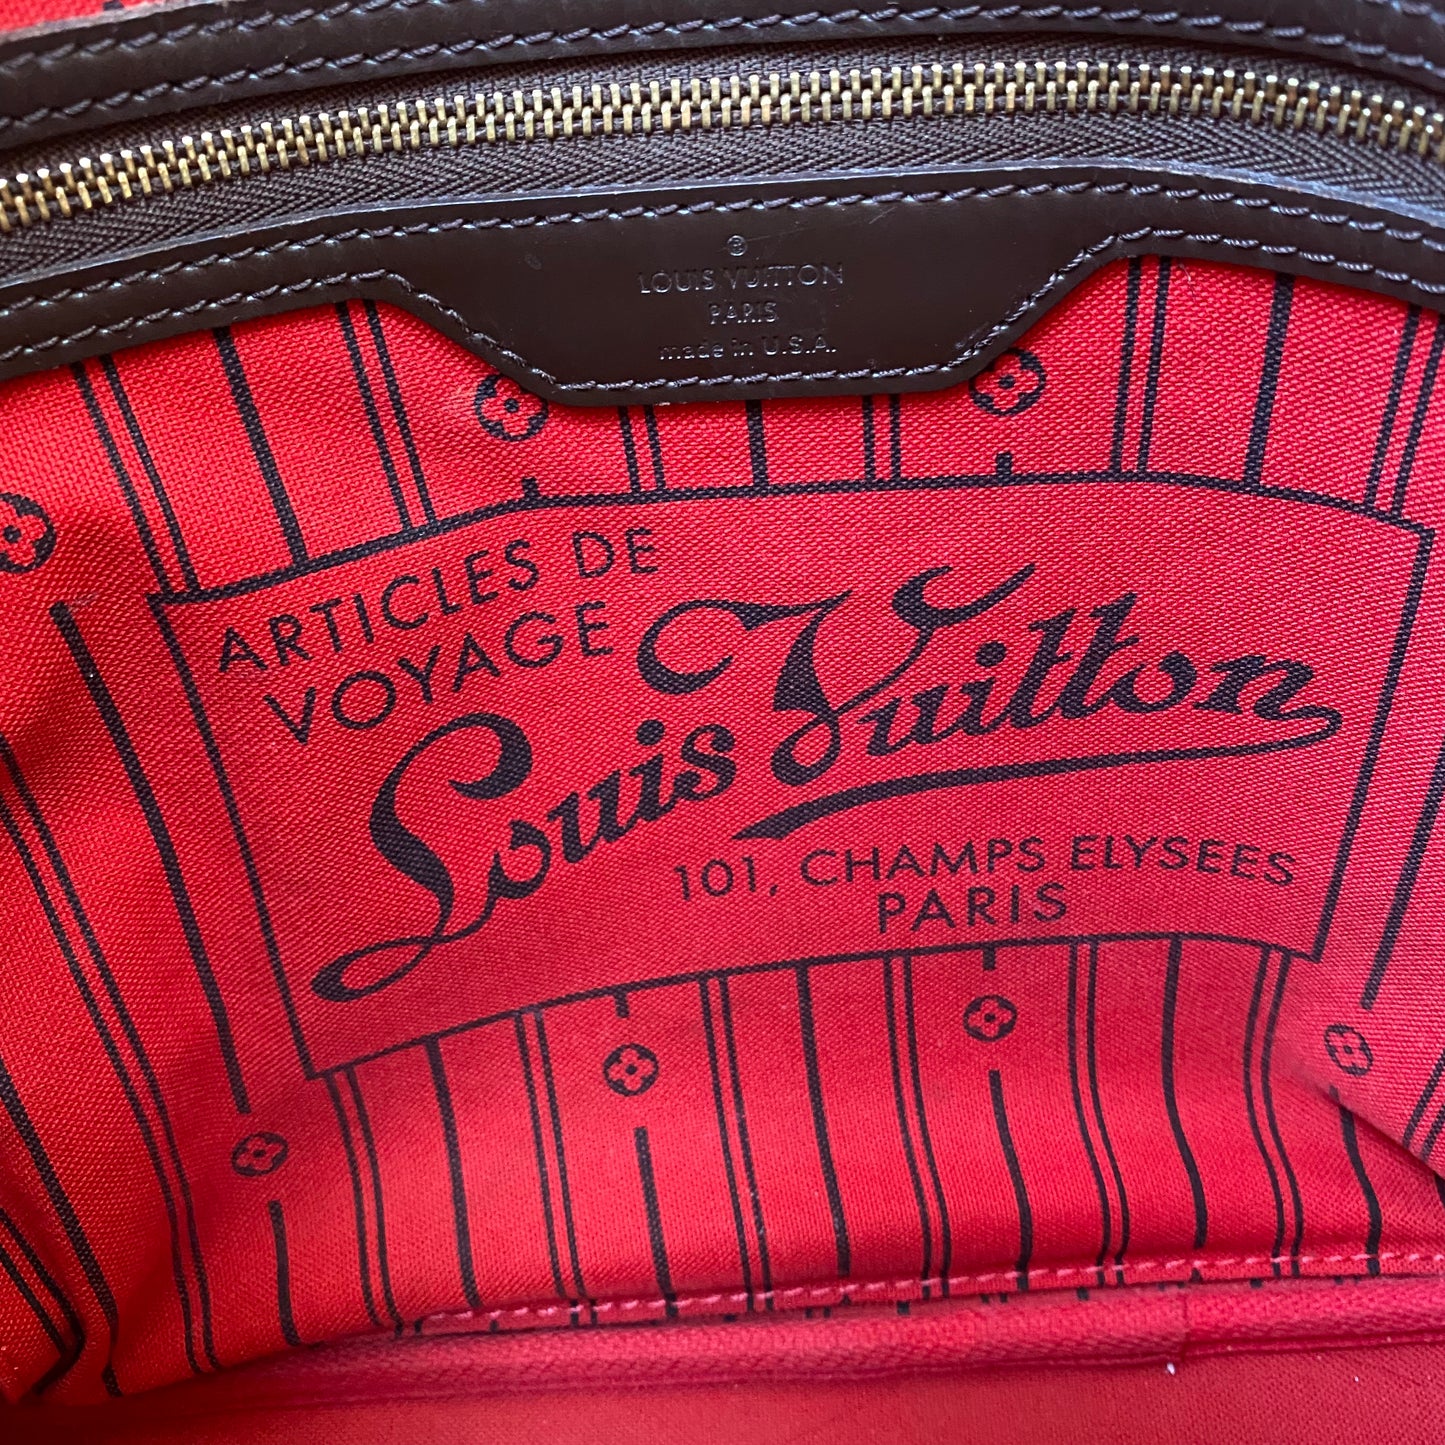 ®
LOUIS VUITTON
PARIS
made in U.S.A.
ARTICLES DE
VOYAGE
Louis Vuitton
101, CHAMPS ELYSEES
PARIS